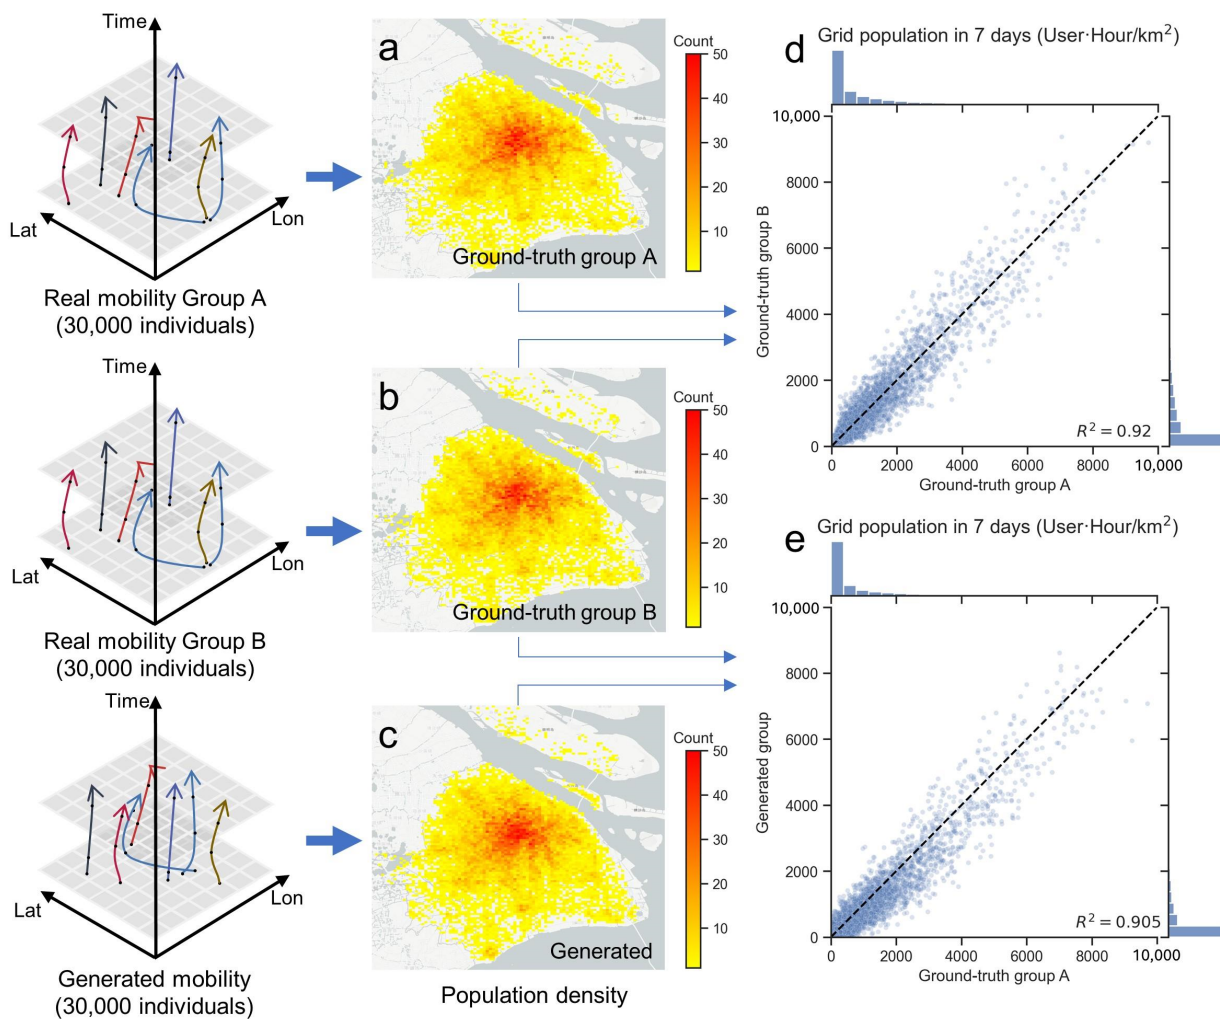 Time
Lat
Lon
Real mobility Group A
(30,000 individuals)
a
Count
50
40
30
20
10
Ground-truth group A
d
Grid population in 7 days (User·Hour/km²)
10,000
8000
6000
4000
2000
0
Ground-truth group B
R² = 0.92
0
2000
4000
6000
8000
10,000
Ground-truth group A
Time
Lat
Lon
Real mobility Group B
(30,000 individuals)
b
Count
50
40
30
20
10
Ground-truth group B
Time
Lat
Lon
Generated mobility
(30,000 individuals)
c
Count
50
40
30
20
10
Generated
Population density
e
Grid population in 7 days (User·Hour/km²)
10,000
8000
6000
4000
2000
0
Generated group
R² = 0.905
0
2000
4000
6000
8000
10,000
Ground-truth group A